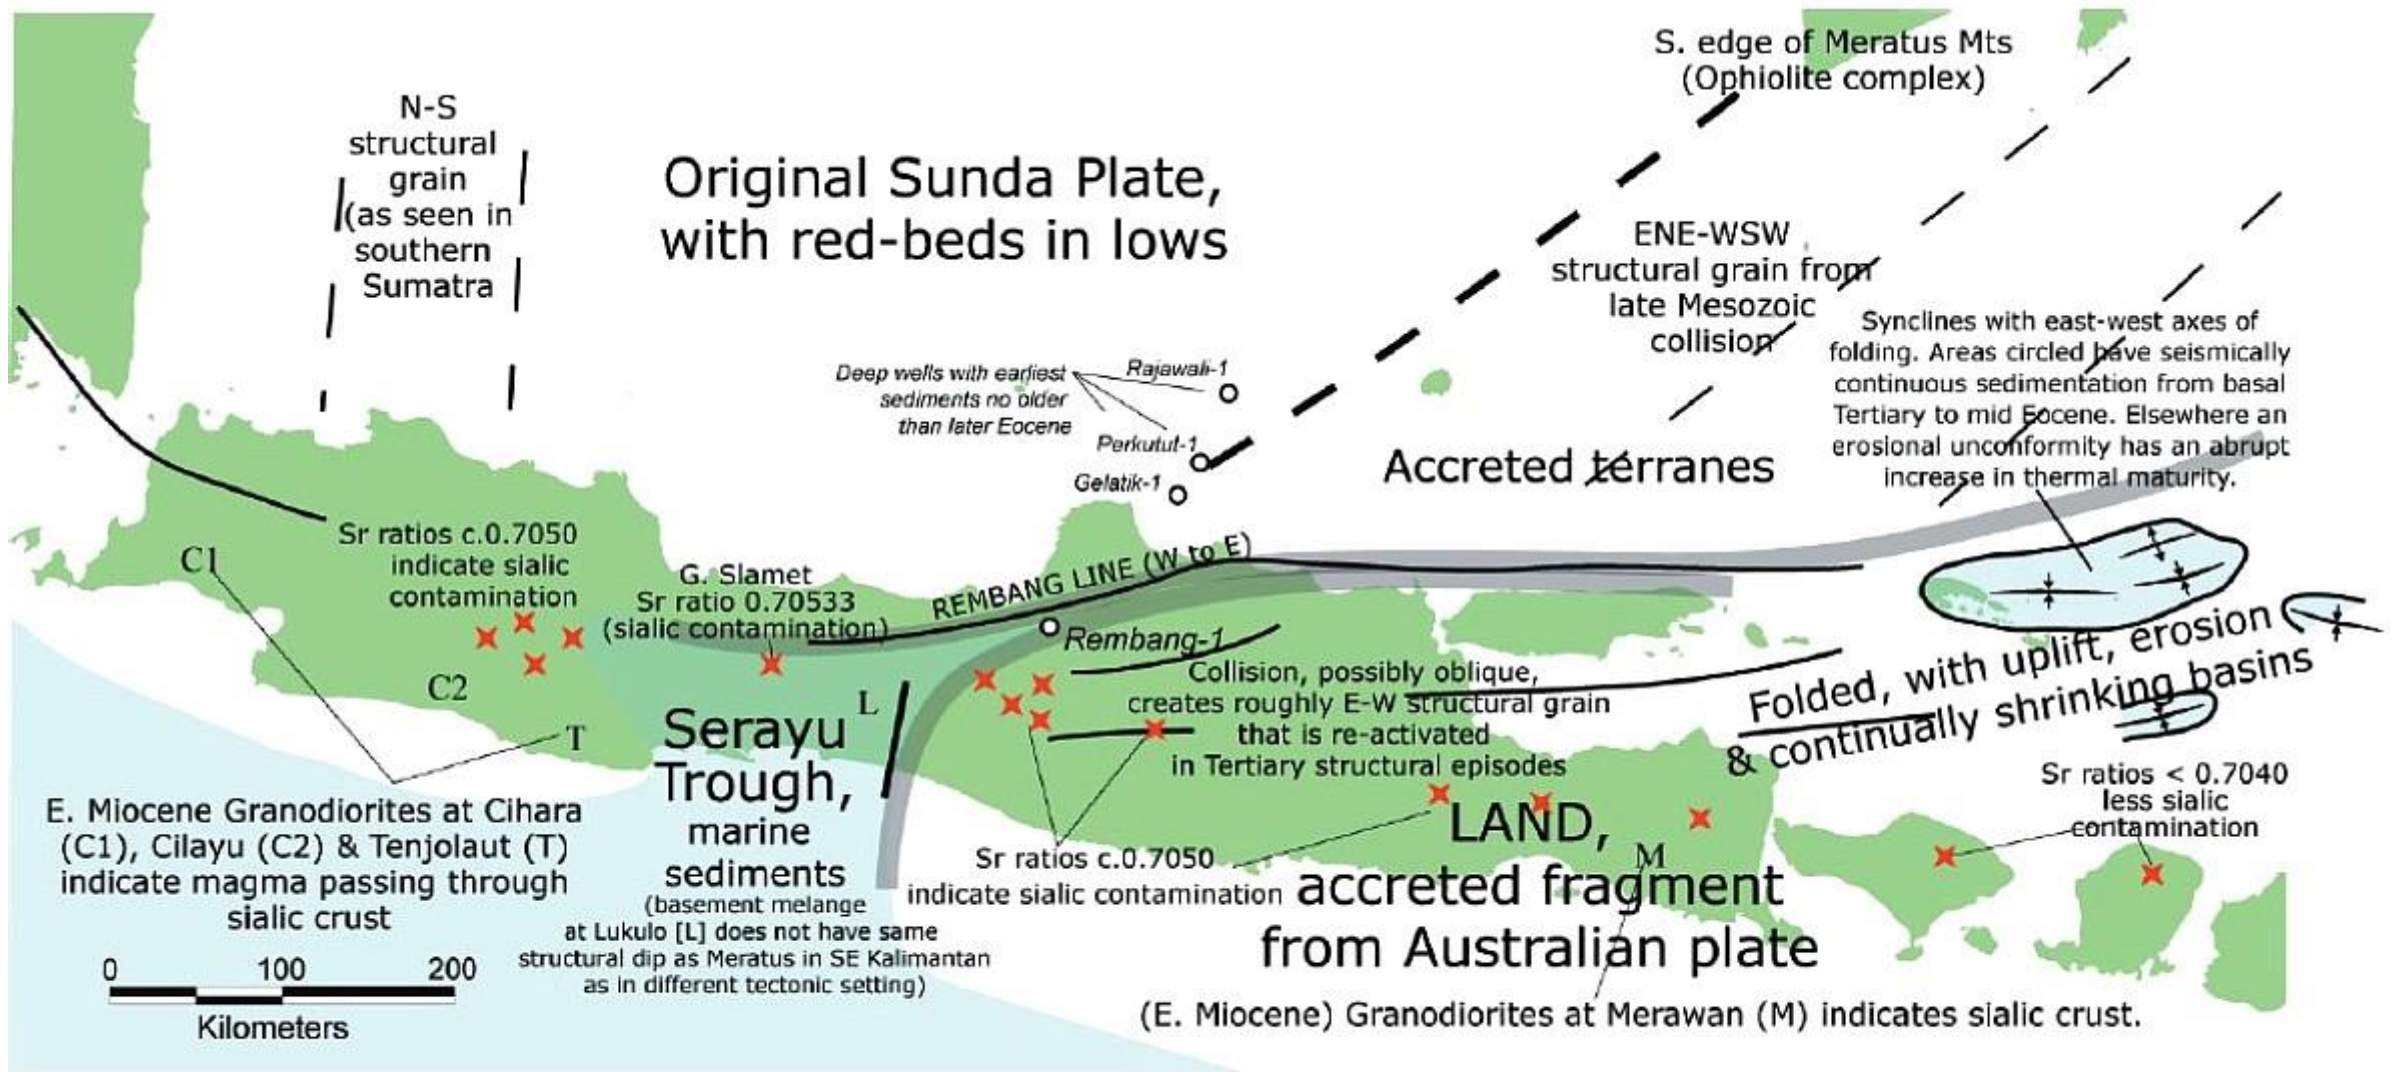 S. edge of Meratus Mts
(Ophiolite complex)
N-S
structural
grain
(as seen in
southern
Sumatra
Original Sunda Plate,
with red-beds in lows
ENE-WSW
structural grain from
late Mesozoic
collision
Synclines with east-west axes of
folding. Areas circled have seismically
continuous sedimentation from basal
Tertiary to mid Eocene. Elsewhere an
erosional unconformity has an abrupt
increase in thermal maturity.
Deep wells with earliest
sediments no older
than later Eocene
Rajawali-1
Perkutut-1
Gelatik-1
Accreted terranes
Sr ratios c.0.7050
indicate sialic
contamination
C1
C2
T
G. Slamet
Sr ratio 0.70533
(sialic contamination)
REMBANG LINE (W to E)
Rembang-1
Collision, possibly oblique,
creates roughly E-W structural grain
that is re-activated
in Tertiary structural episodes
Folded, with uplift, erosion
& continually shrinking basins
L
Serayu
Trough,
marine
sediments
(basement melange
at Lukulo [L] does not have same
structural dip as Meratus in SE Kalimantan
as in different tectonic setting)
E. Miocene Granodiorites at Cihara
(C1), Cilayu (C2) & Tenjolaut (T)
indicate magma passing through
sialic crust
Sr ratios c.0.7050
indicate sialic contamination
Sr ratios < 0.7040
less sialic
contamination
LAND,
M
accreted fragment
from Australian plate
(E. Miocene) Granodiorites at Merawan (M) indicates sialic crust.
0 100 200
Kilometers